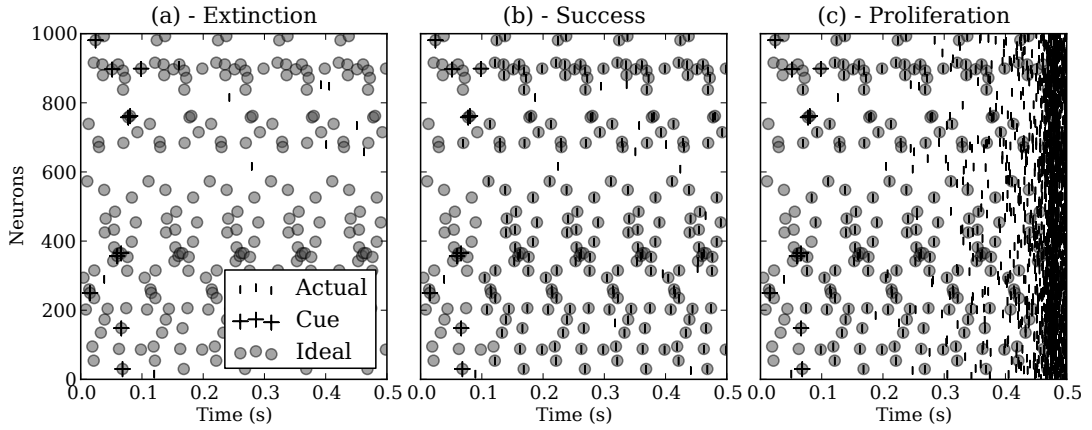 (a) - Extinction (b) - Success (c) - Proliferation
1000
800
600
400
200
0
Neurons
Actual
Cue
Ideal
0.0 0.1 0.2 0.3 0.4 0.5 0.0 0.1 0.2 0.3 0.4 0.5 0.0 0.1 0.2 0.3 0.4 0.5
Time (s) Time (s) Time (s)